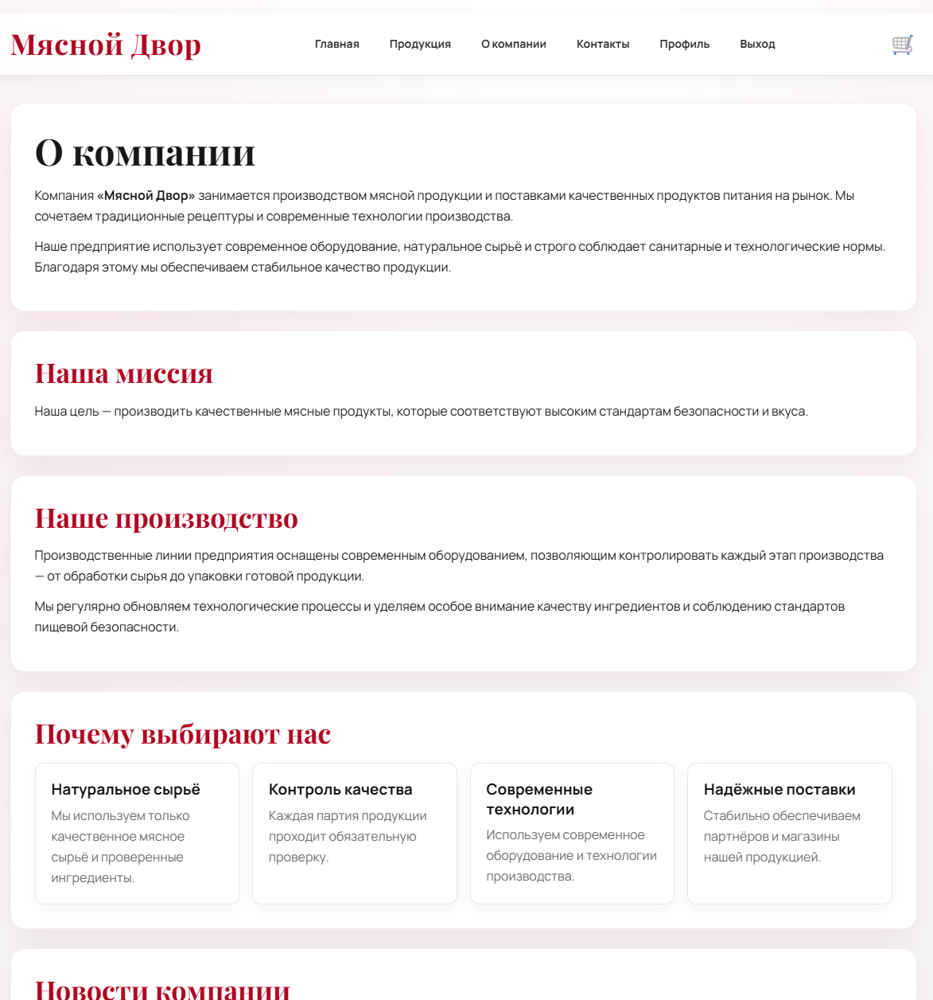 Мясной Двор
Главная
Продукция
О компании
Контакты
Профиль
Выход
О компании
Компания «Мясной Двор» занимается производством мясной продукции и поставками качественных продуктов питания на рынок. Мы
сочетаем традиционные рецептуры и современные технологии производства.
Наше предприятие использует современное оборудование, натуральное сырьё и строго соблюдает санитарные и технологические нормы.
Благодаря этому мы обеспечиваем стабильное качество продукции.
Наша миссия
Наша цель — производить качественные мясные продукты, которые соответствуют высоким стандартам безопасности и вкуса.
Наше производство
Производственные линии предприятия оснащены современным оборудованием, позволяющим контролировать каждый этап производства
— от обработки сырья до упаковки готовой продукции.
Мы регулярно обновляем технологические процессы и уделяем особое внимание качеству ингредиентов и соблюдению стандартов
пищевой безопасности.
Почему выбирают нас
Натуральное сырьё
Мы используем только
качественное мясное
сырьё и проверенные
ингредиенты.
Контроль качества
Каждая партия продукции
проходит обязательную
проверку.
Современные
технологии
Используем современное
оборудование и технологии
производства.
Надёжные поставки
Стабильно обеспечиваем
партнёров и магазины
нашей продукцией.
Новости компании